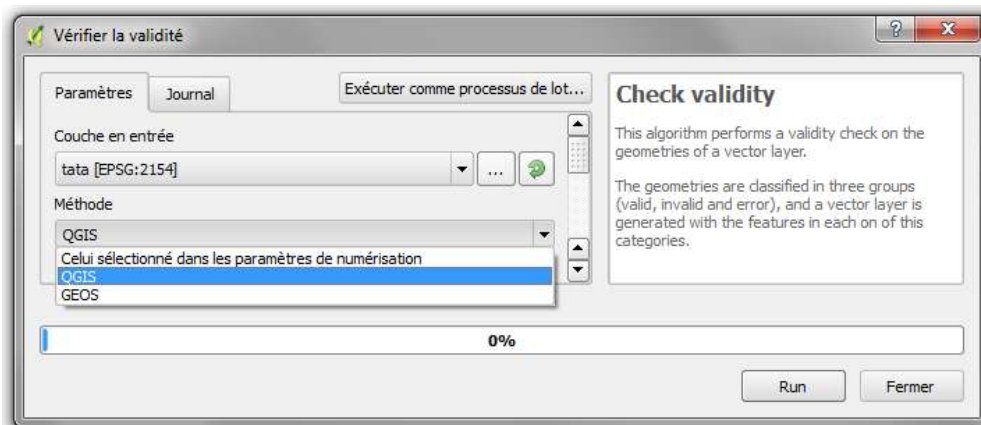 Vérifier la validité
Paramètres
Journal
Exécuter comme processus de lot...
Couche en entrée
tata [EPSG:2154]
...
Méthode
QGIS
Celui sélectionné dans les paramètres de numérisation
QGIS
GEOS
Check validity
This algorithm performs a validity check on the
geometries of a vector layer.
The geometries are classified in three groups
(valid, invalid and error), and a vector layer is
generated with the features in each on of this
categories.
0%
Run
Fermer